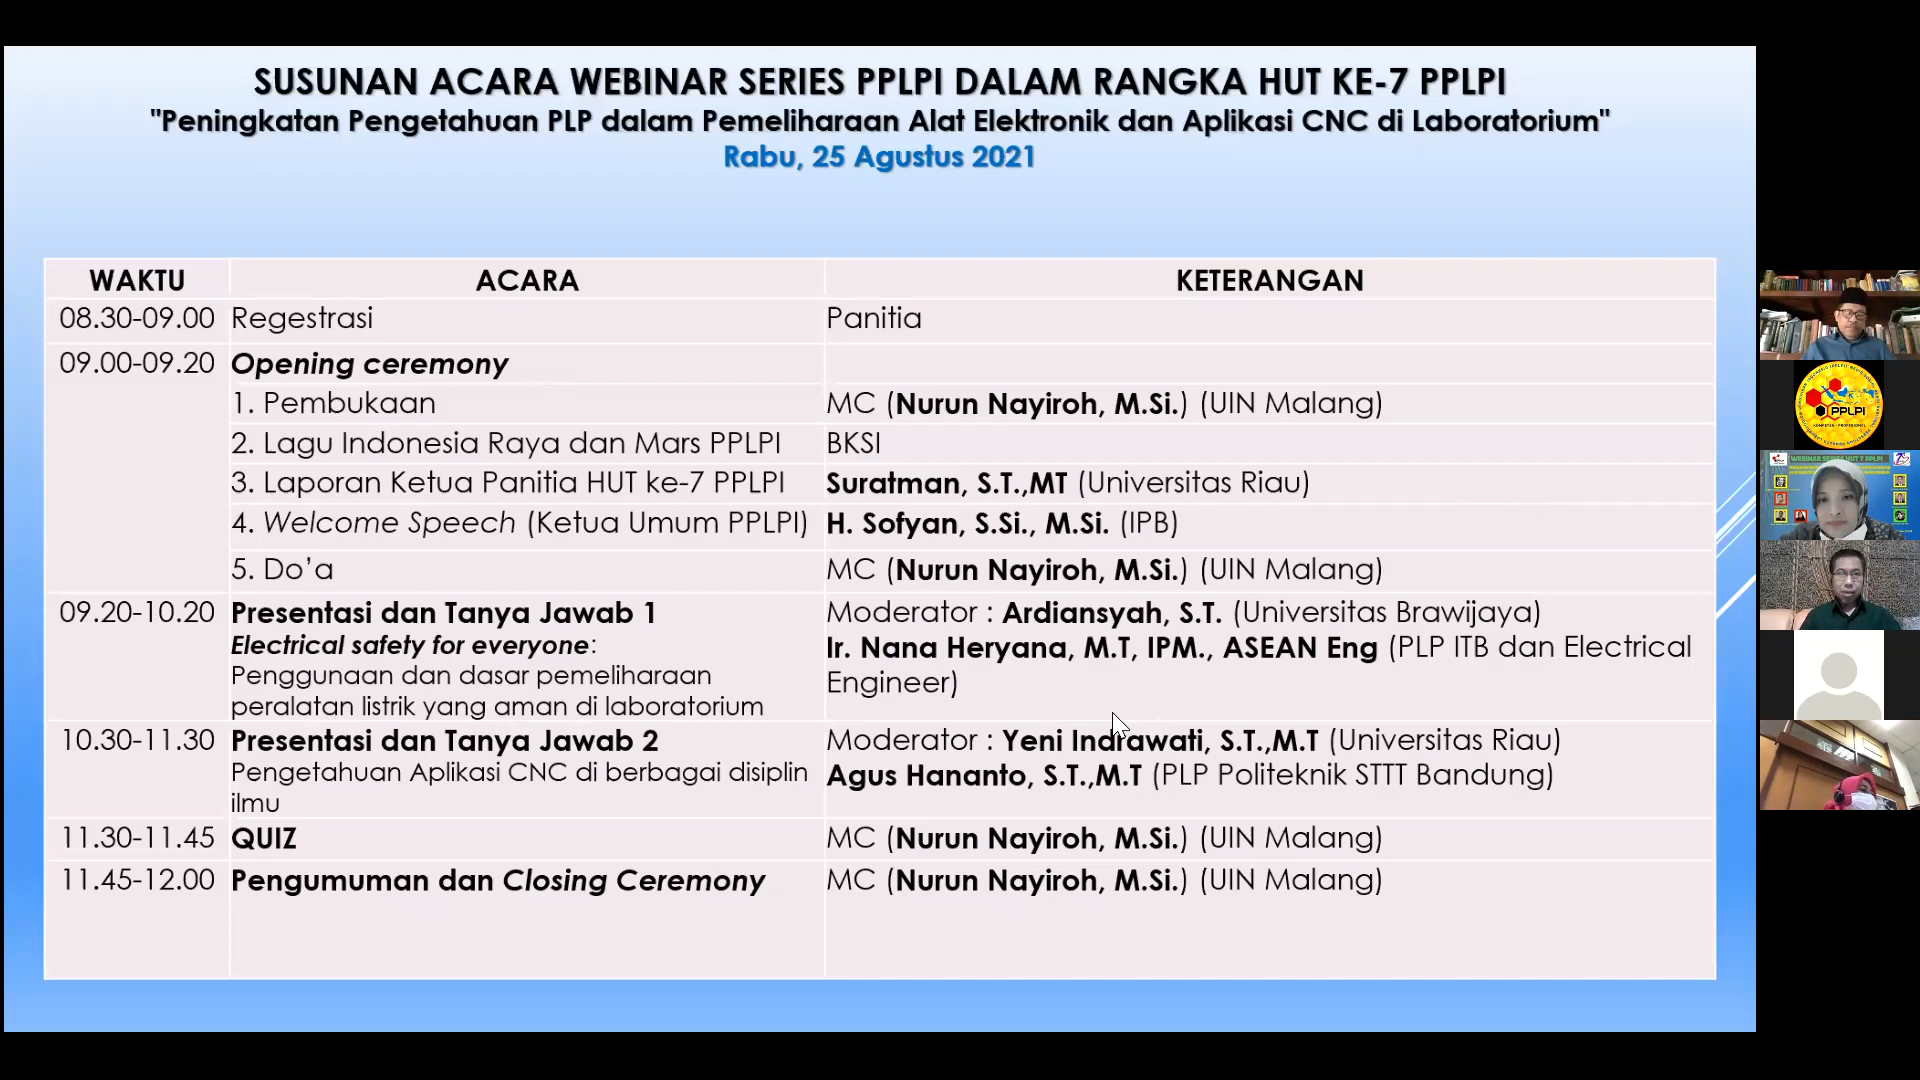 SUSUNAN ACARA WEBINAR SERIES PPLPI DALAM RANGKA HUT KE-7 PPLPI
"Peningkatan Pengetahuan PLP dalam Pemeliharaan Alat Elektronik dan Aplikasi CNC di Laboratorium"
Rabu, 25 Agustus 2021
WAKTU ACARA KETERANGAN
08.30-09.00 Regestrasi Panitia
09.00-09.20 Opening ceremony
1. Pembukaan MC (Nurun Nayiroh, M.Si.) (UIN Malang)
2. Lagu Indonesia Raya dan Mars PPLPI BKSI
3. Laporan Ketua Panitia HUT ke-7 PPLPI Suratman, S.T.,MT (Universitas Riau)
4. Welcome Speech (Ketua Umum PPLPI) H. Sofyan, S.Si., M.Si. (IPB)
5. Do’a MC (Nurun Nayiroh, M.Si.) (UIN Malang)
09.20-10.20 Presentasi dan Tanya Jawab 1 Moderator : Ardiansyah, S.T. (Universitas Brawijaya)
Electrical safety for everyone: Ir. Nana Heryana, M.T, IPM., ASEAN Eng (PLP ITB dan Electrical
Penggunaan dan dasar pemeliharaan Engineer)
peralatan listrik yang aman di laboratorium
10.30-11.30 Presentasi dan Tanya Jawab 2 Moderator : Yeni Indrawati, S.T.,M.T (Universitas Riau)
Pengetahuan Aplikasi CNC di berbagai disiplin Agus Hananto, S.T.,M.T (PLP Politeknik STTT Bandung)
ilmu
11.30-11.45 QUIZ MC (Nurun Nayiroh, M.Si.) (UIN Malang)
11.45-12.00 Pengumuman dan Closing Ceremony MC (Nurun Nayiroh, M.Si.) (UIN Malang)
PPLPI
KOMPETEN - PROFESIONAL
WEBINAR SERIES HUT 7 PPLPI